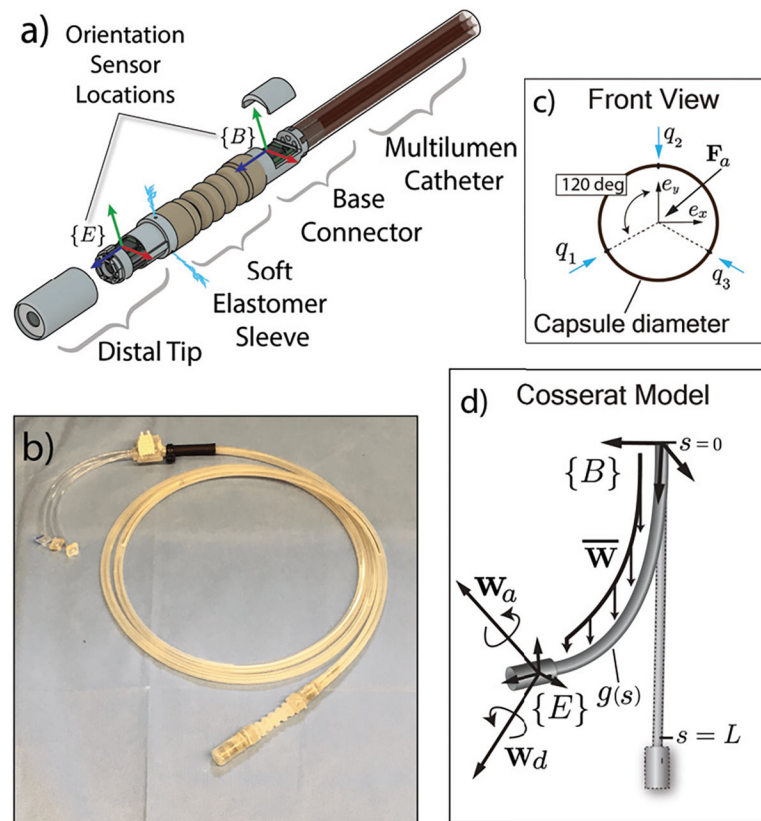 a)
Orientation
Sensor
Locations
{B}
{E}
Multilumen
Catheter
Base
Connector
Soft
Elastomer
Sleeve
Distal Tip
b)
c)
Front View
q2
Fa
120 deg
ey
ex
q1
q3
Capsule diameter
d)
Cosserat Model
s=0
{B}
w̅
wa
{E}
g(s)
s = L
wd